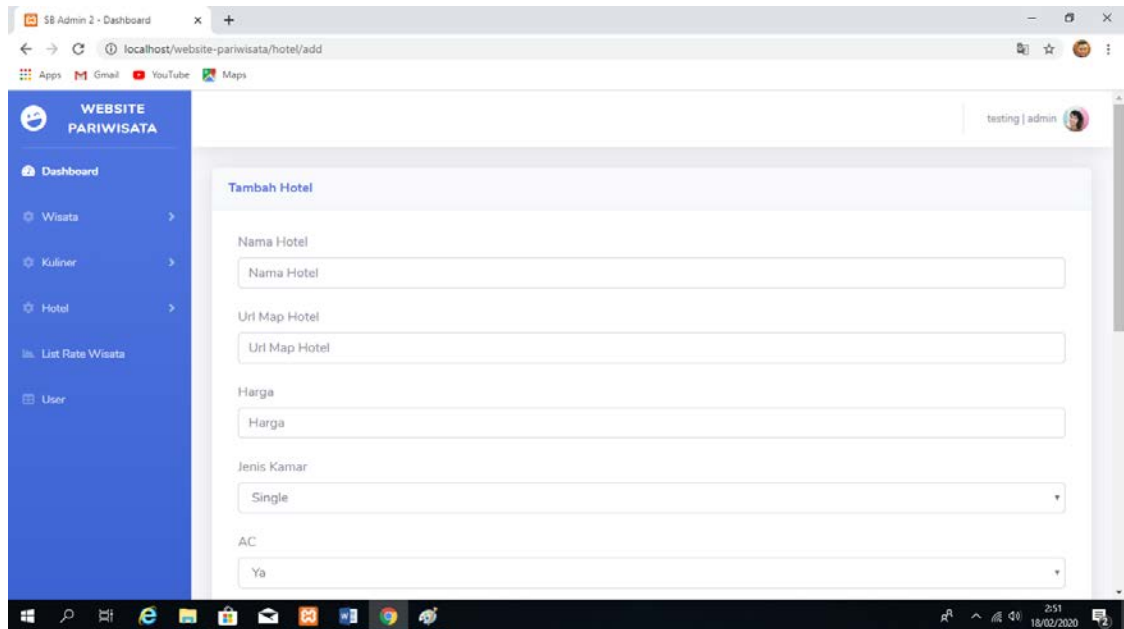 SB Admin 2 - Dashboard
localhost/website-pariwisata/hotel/add
Apps
Gmail
YouTube
Maps
WEBSITE
PARIWISATA
testing | admin
Dashboard
Wisata
Kuliner
Hotel
List Rate Wisata
User
Tambah Hotel
Nama Hotel
Nama Hotel
Url Map Hotel
Url Map Hotel
Harga
Harga
Jenis Kamar
Single
AC
Ya
2:51
18/02/2020